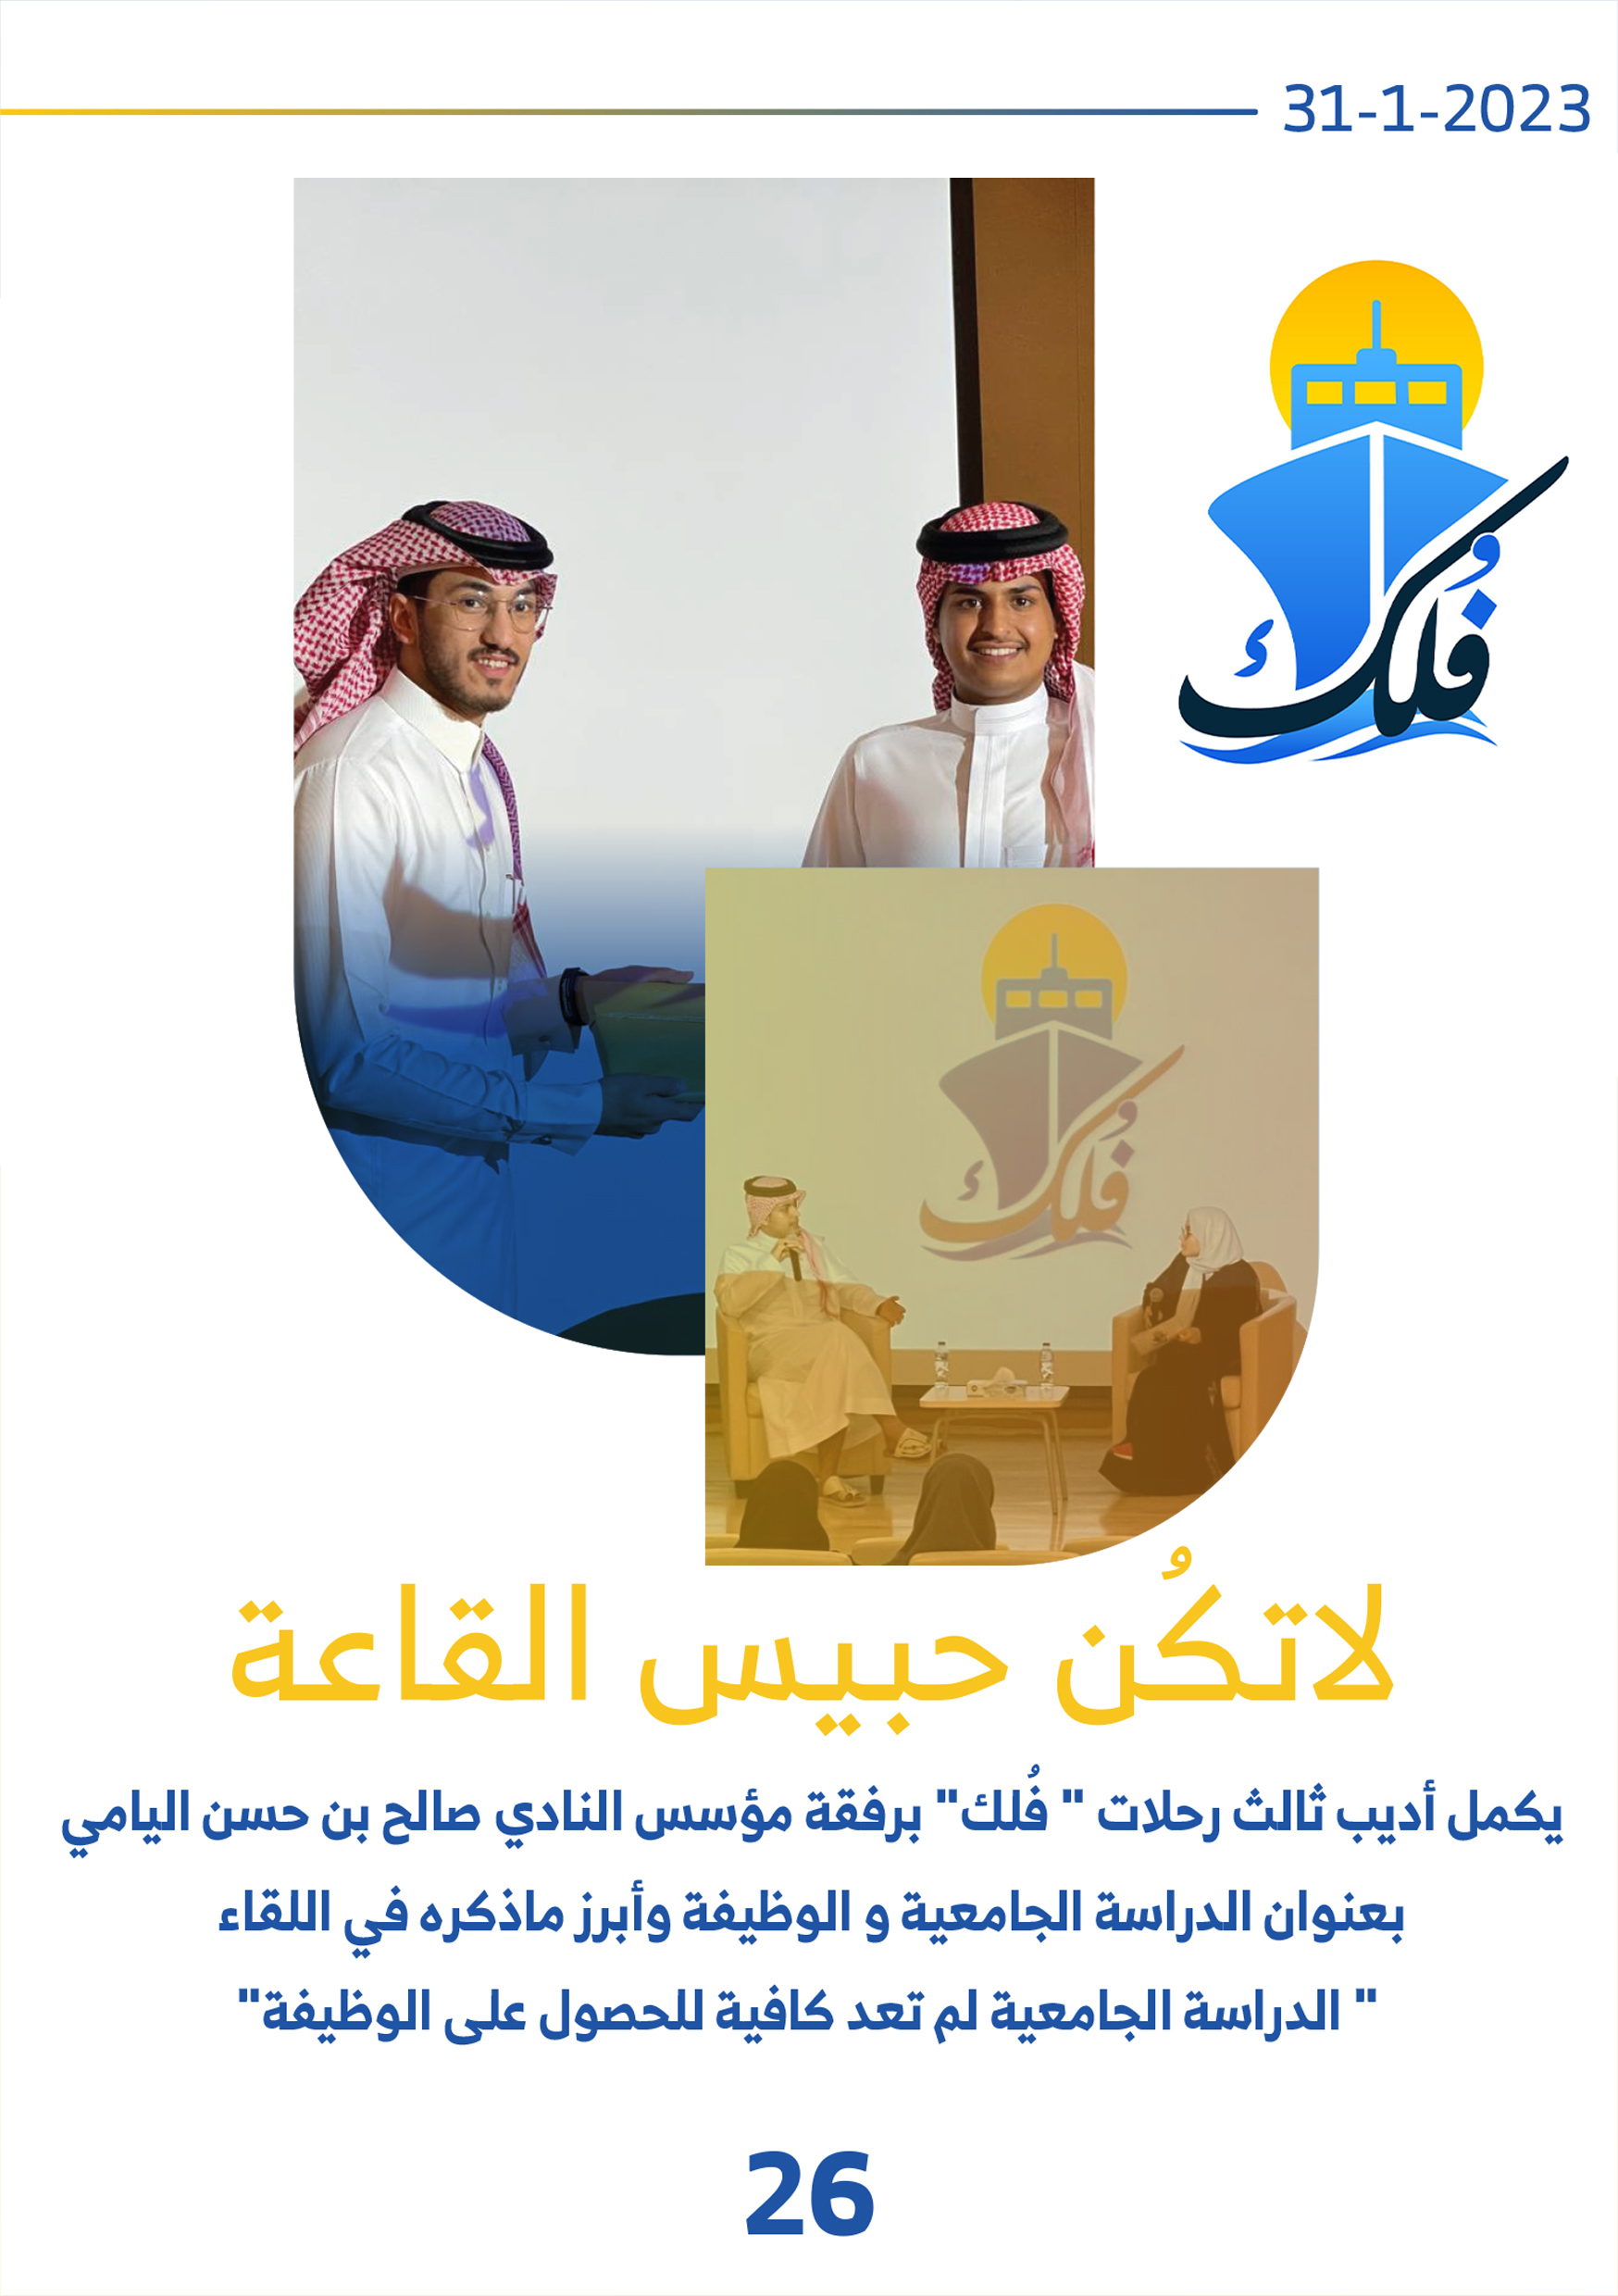 31-1-2023
فُلك
فُلك
لاتكُن حبيس القاعة
يكمل أديب ثالث رحلات " فُلك" برفقة مؤسس النادي صالح بن حسن اليامي
بعنوان الدراسة الجامعية و الوظيفة وأبرز ماذكره في اللقاء
" الدراسة الجامعية لم تعد كافية للحصول على الوظيفة"
26